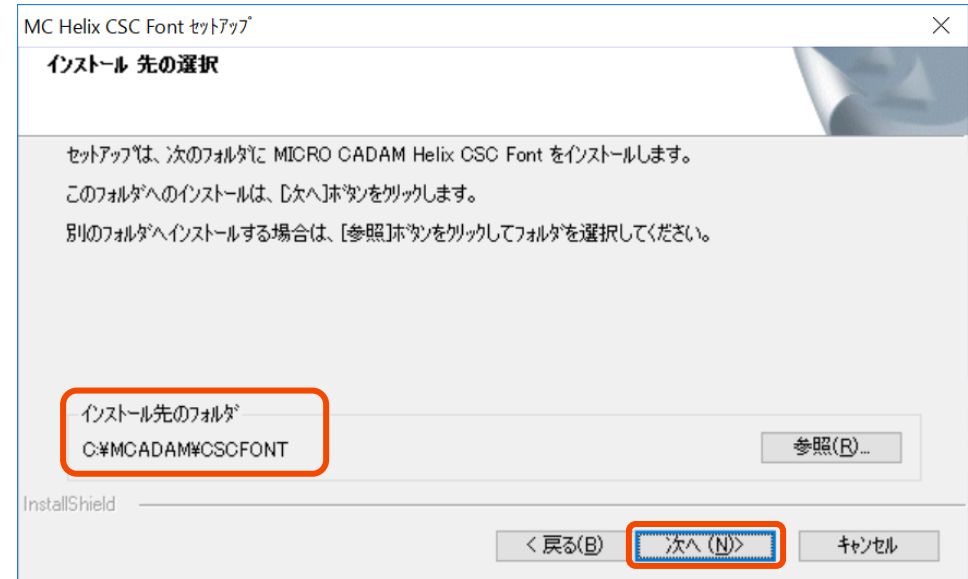 MC Helix CSC Font ｾｯﾄｱｯﾌﾟ
インストール 先の選択
ｾｯﾄｱｯﾌﾟは、次のﾌｫﾙﾀﾞに MICRO CADAM Helix CSC Font をｲﾝｽﾄｰﾙします。
このﾌｫﾙﾀﾞへのｲﾝｽﾄｰﾙは、[次へ]ﾎﾞﾀﾝをｸﾘｯｸします。
別のﾌｫﾙﾀﾞへｲﾝｽﾄｰﾙする場合は、[参照]ﾎﾞﾀﾝをｸﾘｯｸしてﾌｫﾙﾀﾞを選択してください。
ｲﾝｽﾄｰﾙ先のﾌｫﾙﾀﾞ
C:¥MCADAM¥CSCFONT
参照(R)...
InstallShield
< 戻る(B)
次へ (N)>
ｷｬﾝｾﾙ